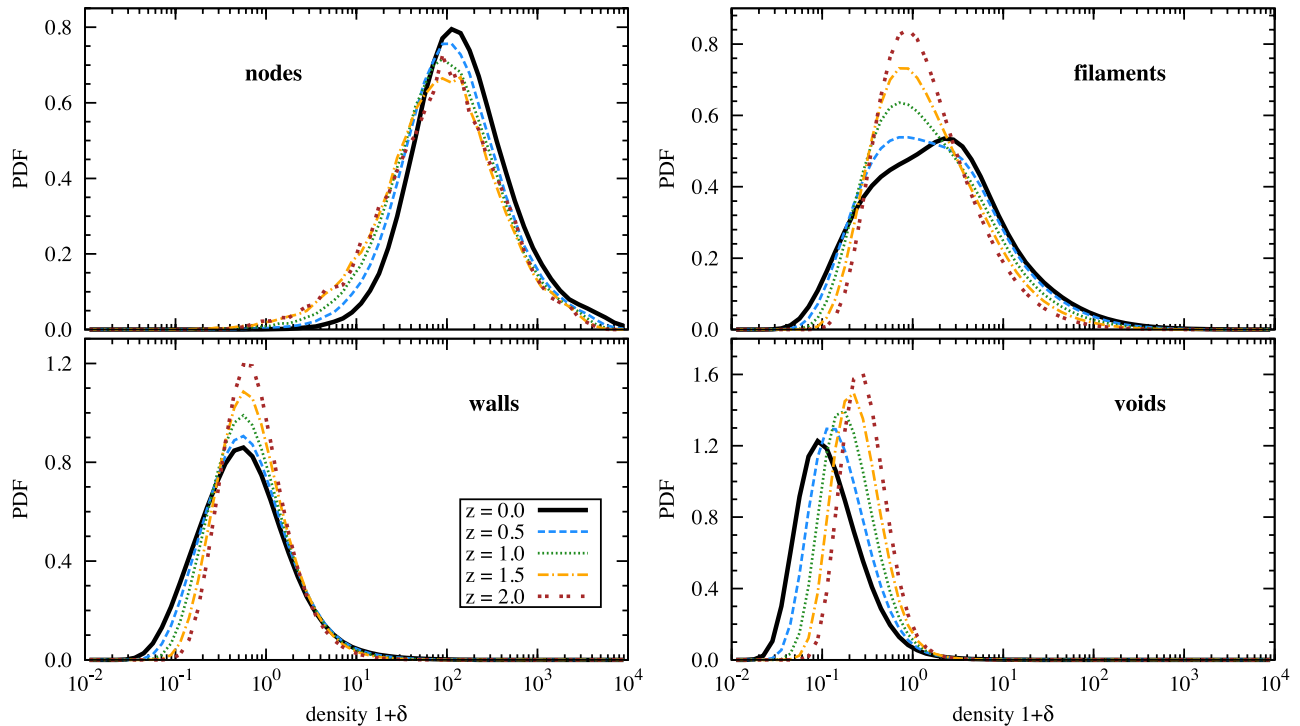 0.8
0.6
0.4
0.2
0.0
PDF
nodes
0.8
0.6
0.4
0.2
0.0
PDF
filaments
1.2
0.8
0.4
0.0
PDF
walls
z = 0.0
z = 0.5
z = 1.0
z = 1.5
z = 2.0
10⁻² 10⁻¹ 10⁰ 10¹ 10² 10³ 10⁴
density 1+δ
1.6
1.2
0.8
0.4
0.0
PDF
voids
10⁻² 10⁻¹ 10⁰ 10¹ 10² 10³ 10⁴
density 1+δ